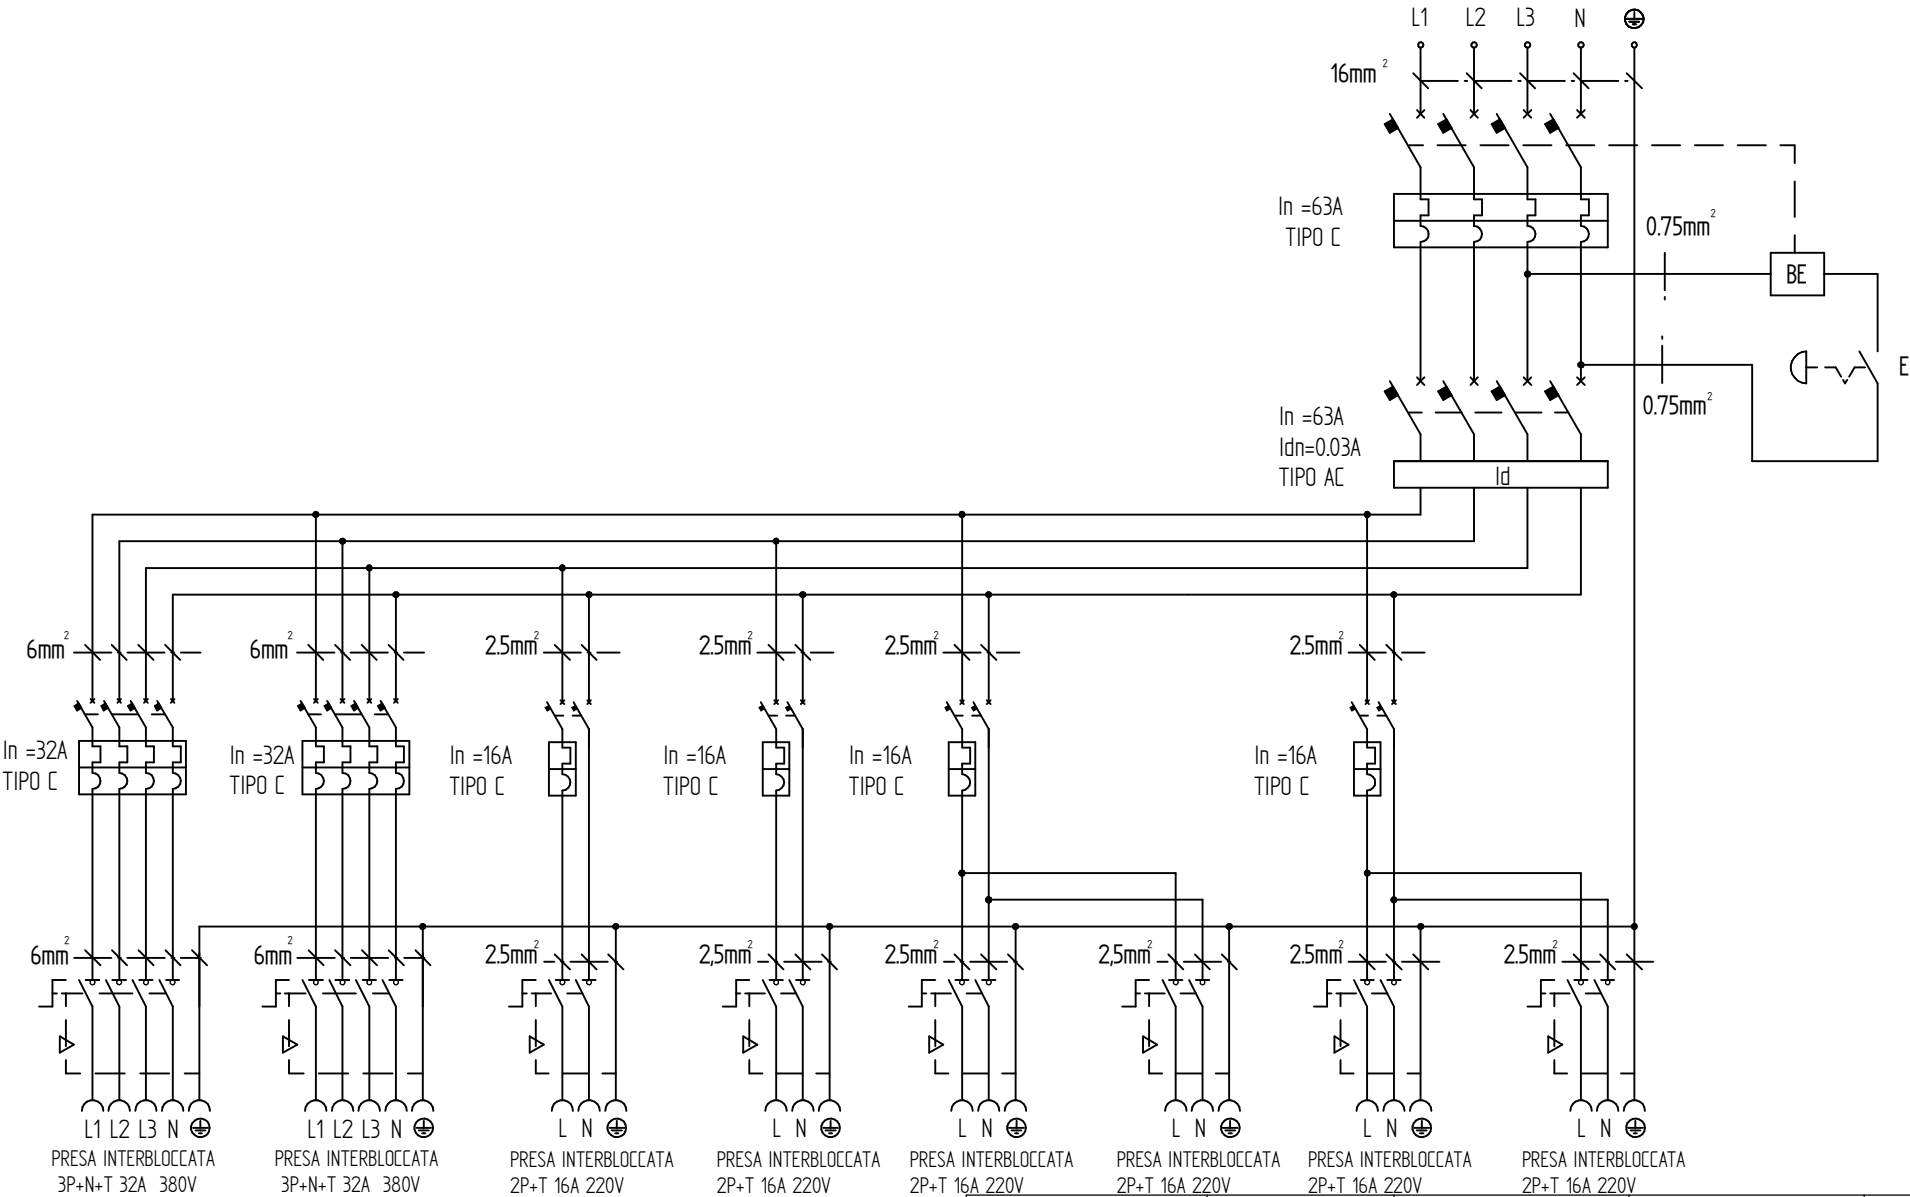 L1 L2 L3 N
16mm²
In =63A
TIPO C
0.75mm²
BE
E
0.75mm²
In =63A
Idn=0.03A
TIPO AC
Id
6mm² 6mm² 2.5mm² 2.5mm² 2.5mm² 2.5mm²
In =32A In =32A In =16A In =16A In =16A In =16A
TIPO C TIPO C TIPO C TIPO C TIPO C TIPO C
6mm² 6mm² 2.5mm² 2,5mm² 2.5mm² 2,5mm² 2.5mm² 2.5mm²
L1 L2 L3 N L1 L2 L3 N L N L N L N L N L N L N
PRESA INTERBLOCCATA PRESA INTERBLOCCATA PRESA INTERBLOCCATA PRESA INTERBLOCCATA PRESA INTERBLOCCATA PRESA INTERBLOCCATA PRESA INTERBLOCCATA PRESA INTERBLOCCATA
3P+N+T 32A 380V 3P+N+T 32A 380V 2P+T 16A 220V 2P+T 16A 220V 2P+T 16A 220V 2P+T 16A 220V 2P+T 16A 220V 2P+T 16A 220V